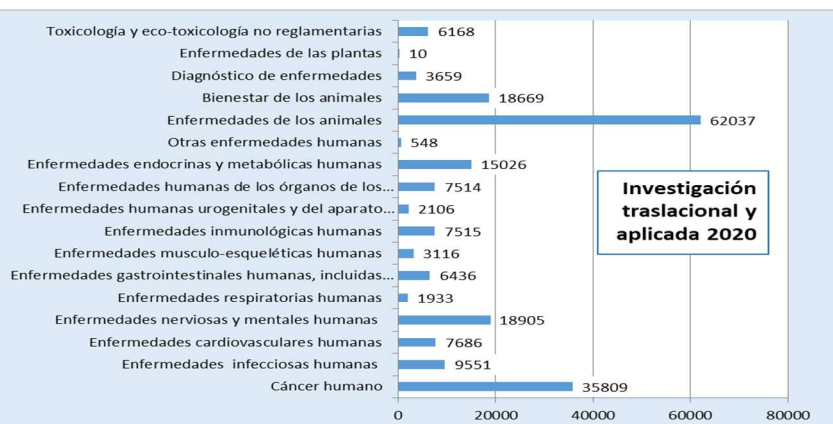 Toxicología y eco-toxicología no reglamentarias 6168
Enfermedades de las plantas 10
Diagnóstico de enfermedades 3659
Bienestar de los animales 18669
Enfermedades de los animales 62037
Otras enfermedades humanas 548
Enfermedades endocrinas y metabólicas humanas 15026
Enfermedades humanas de los órganos de los... 7514
Enfermedades humanas urogenitales y del aparato... 2106
Enfermedades inmunológicas humanas 7515
Enfermedades musculo-esqueléticas humanas 3116
Enfermedades gastrointestinales humanas, incluidas... 6436
Enfermedades respiratorias humanas 1933
Enfermedades nerviosas y mentales humanas 18905
Enfermedades cardiovasculares humanas 7686
Enfermedades infecciosas humanas 9551
Cáncer humano 35809
0 20000 40000 60000 80000
Investigación
traslacional y
aplicada 2020